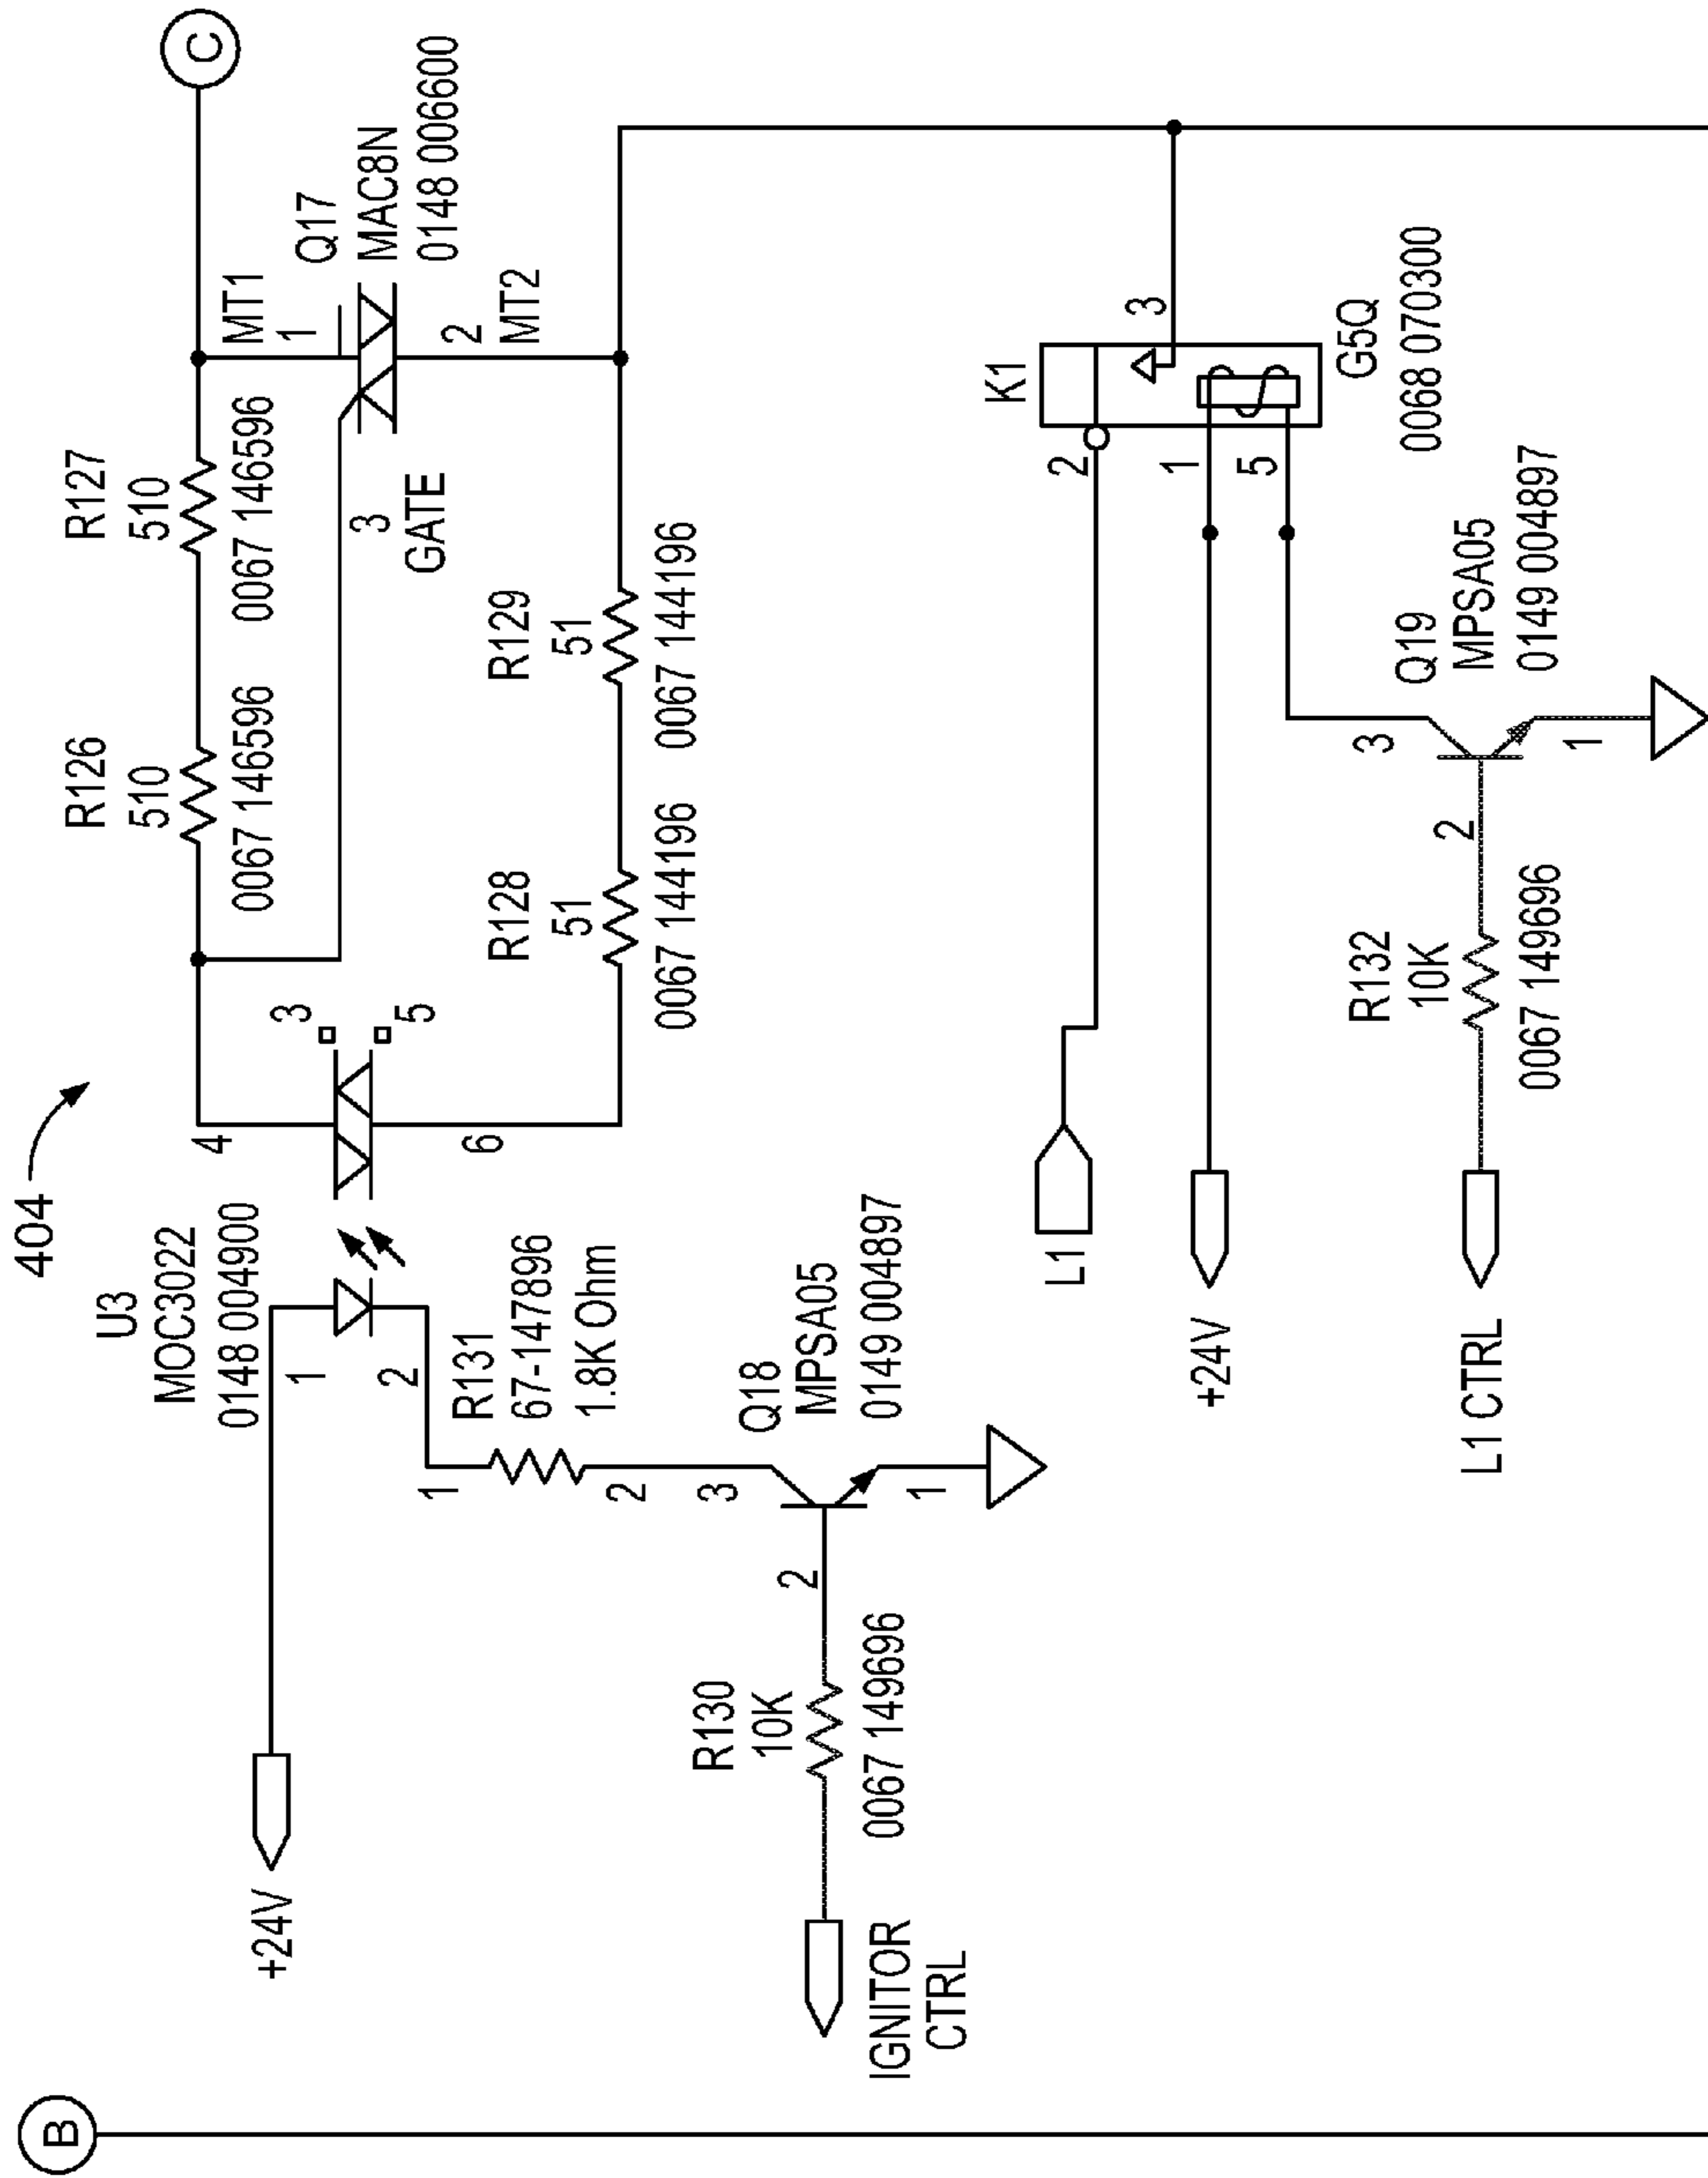 B
404
+24V
U3
MOC3022
0148 004900
1
2
4
3
5
6
R126
510
0067 146596
R127
510
0067 146596
C
MT1
1
Q17
MAC8N
0148 006600
2
MT2
3
GATE
R128
51
0067 144196
R129
51
0067 144196
R131
67-147896
1.8K Ohm
1
2
IGNITOR
CTRL
R130
10K
0067 149696
2
3
Q18
MPSA05
0149 004897
1
L1
K1
2
3
+24V
1
5
G5Q
0068 070300
L1 CTRL
R132
10K
0067 149696
2
3
Q19
MPSA05
0149 004897
1